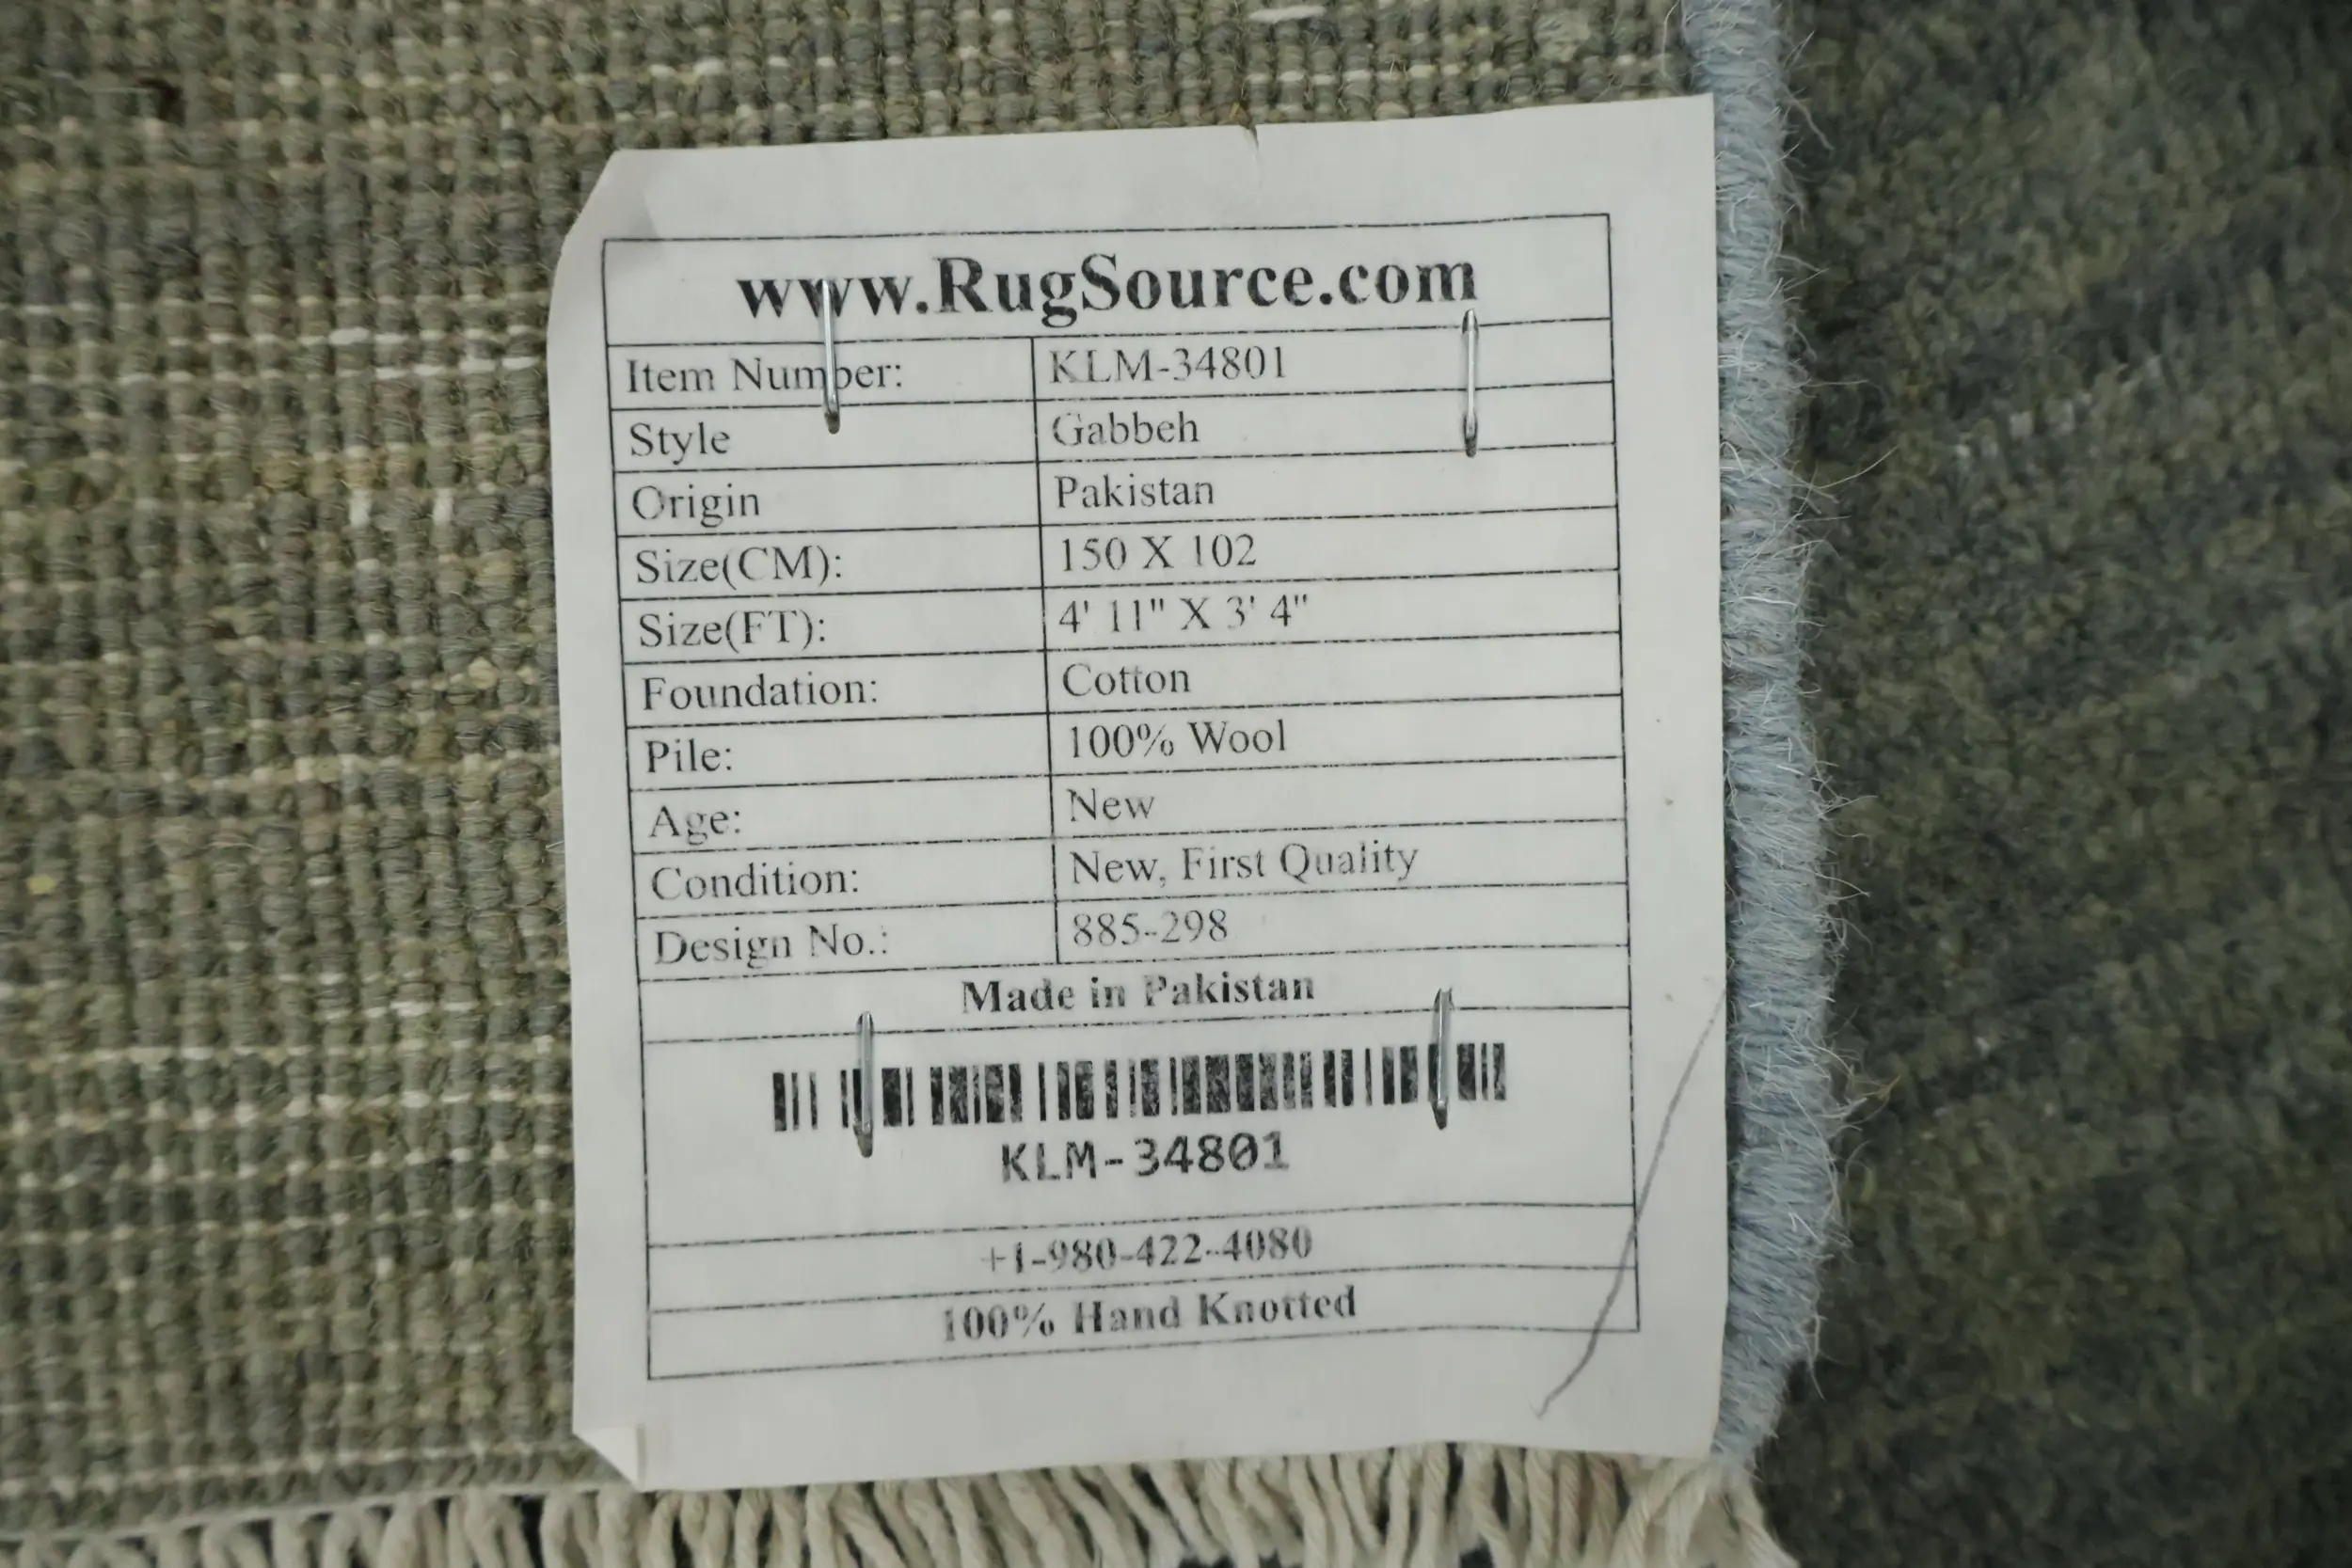 www.RugSource.com
Item Number: KLM-34801
Style Gabbeh
Origin Pakistan
Size(CM): 150 X 102
Size(FT): 4' 11" X 3' 4"
Foundation: Cotton
Pile: 100% Wool
Age: New
Condition: New, First Quality
Design No.: 885-298
Made in Pakistan
KLM-34801
+1-980-422-4080
100% Hand Knotted